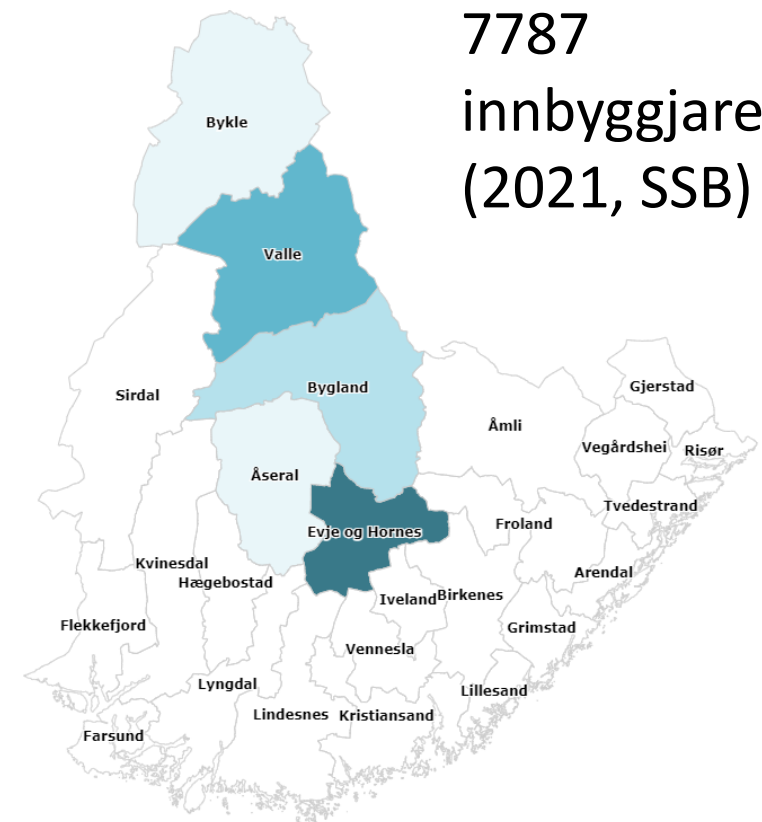 7787
innbyggjare
(2021, SSB)
Bykle
Valle
Bygland
Sirdal
Gjerstad
Åmli
Vegårdshei
Risør
Åseral
Tvedestrand
Froland
Evje og Hornes
Kvinesdal
Arendal
Hægebostad
Iveland
Birkenes
Flekkefjord
Grimstad
Vennesla
Lyngdal
Lillesand
Lindesnes
Kristiansand
Farsund